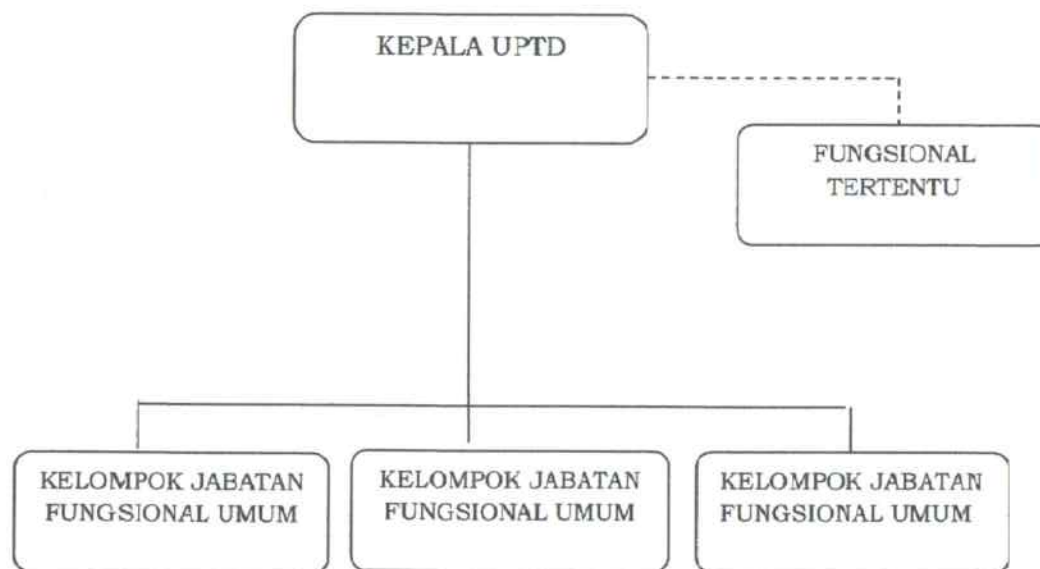 KEPALA UPTD
FUNGSIONAL
TERTENTU
KELOMPOK JABATAN
FUNGSIONAL UMUM
KELOMPOK JABATAN
FUNGSIONAL UMUM
KELOMPOK JABATAN
FUNGSIONAL UMUM